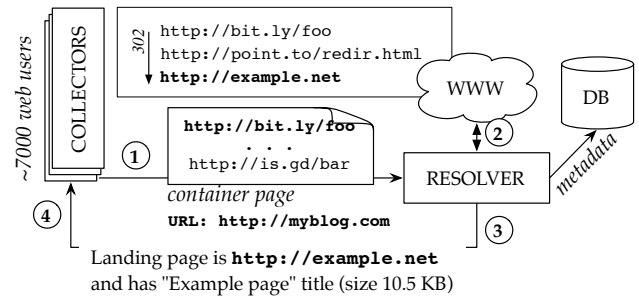 302
http://bit.ly/foo
http://point.to/redir.html
http://example.net
~7000 web users
COLLECTORS
WWW
DB
1
http://bit.ly/foo
. . .
http://is.gd/bar
2
RESOLVER
metadata
container page
URL: http://myblog.com
4
3
Landing page is http://example.net
and has "Example page" title (size 10.5 KB)